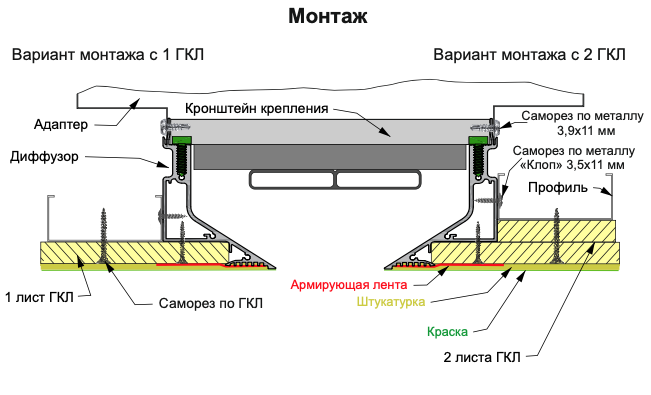 Монтаж
Вариант монтажа с 1 ГКЛ
Вариант монтажа с 2 ГКЛ
Кронштейн крепления
Адаптер
Саморез по металлу
3,9х11 мм
Диффузор
Саморез по металлу
«Клоп» 3,5х11 мм
Профиль
Армирующая лента
1 лист ГКЛ
Саморез по ГКЛ
Штукатурка
Краска
2 листа ГКЛ